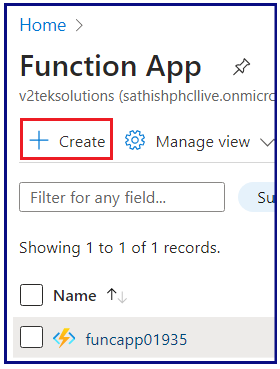 Home >
Function App
v2teksolutions (sathishphcllive.onmicro
+ Create Manage view
Filter for any field... Su
Showing 1 to 1 of 1 records.
Name ↑↓
funcapp01935